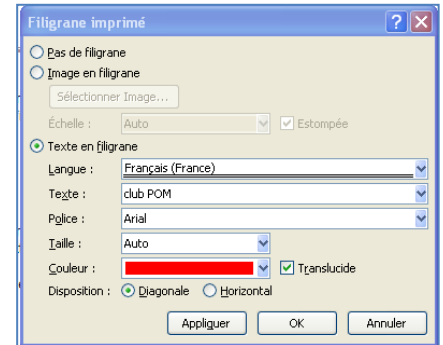 Filigrane imprimé
Pas de filigrane
Image en filigrane
Sélectionner Image...
Échelle : Auto Estompée
Texte en filigrane
Langue : Français (France)
Texte : club POM
Police : Arial
Taille : Auto
Couleur : Translucide
Disposition : Diagonale Horizontal
Appliquer OK Annuler